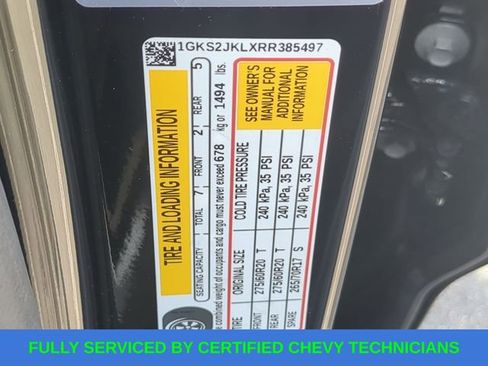 1GKS2JKLXRR385497
TIRE AND LOADING INFORMATION
SEATING CAPACITY TOTAL 7 FRONT 2 REAR 5
combined weight of occupants and cargo must never exceed 678 kg or 1494 lbs.
SEE OWNER'S
MANUAL FOR
ADDITIONAL
INFORMATION
TIRE ORIGINAL SIZE COLD TIRE PRESSURE
FRONT 275/60R20 T 240 kPa, 35 PSI
275/60R20 T 240 kPa, 35 PSI
SPARE 265/70R17 S 240 kPa, 35 PSI
FULLY SERVICED BY CERTIFIED CHEVY TECHNICIANS